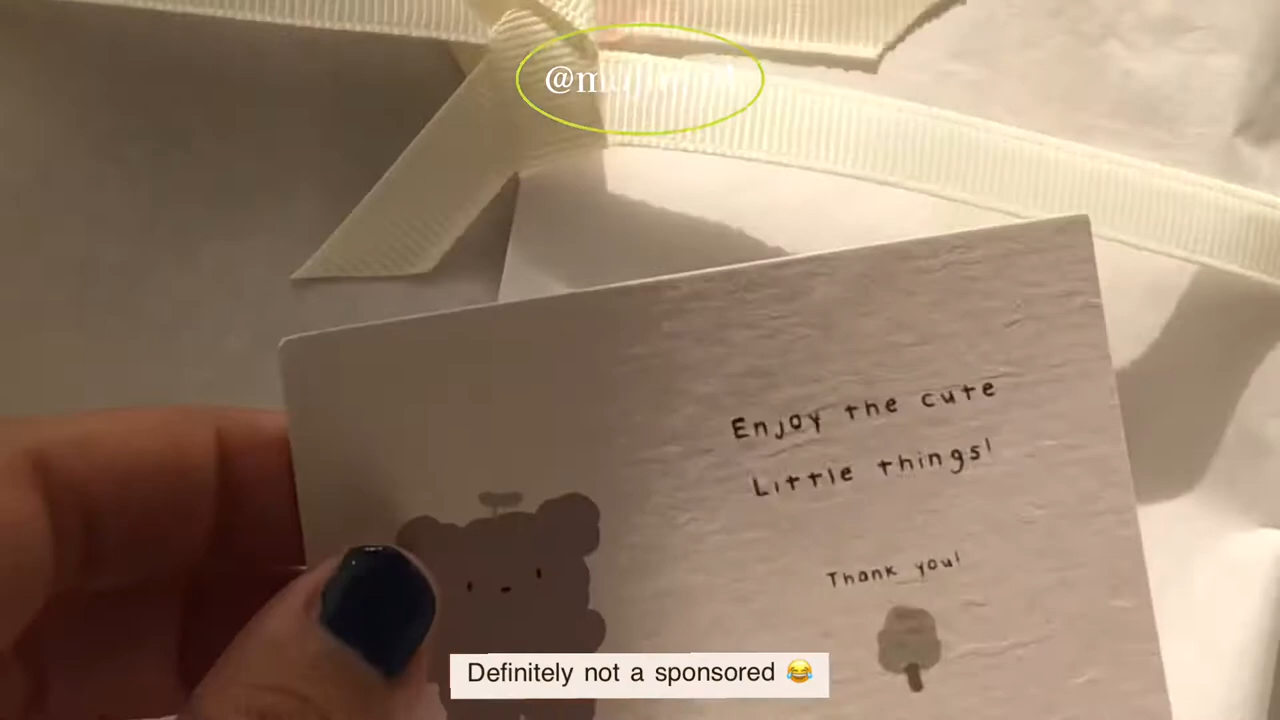 Enjoy the cute
Little things!
Thank you!
Definitely not a sponsored 😂